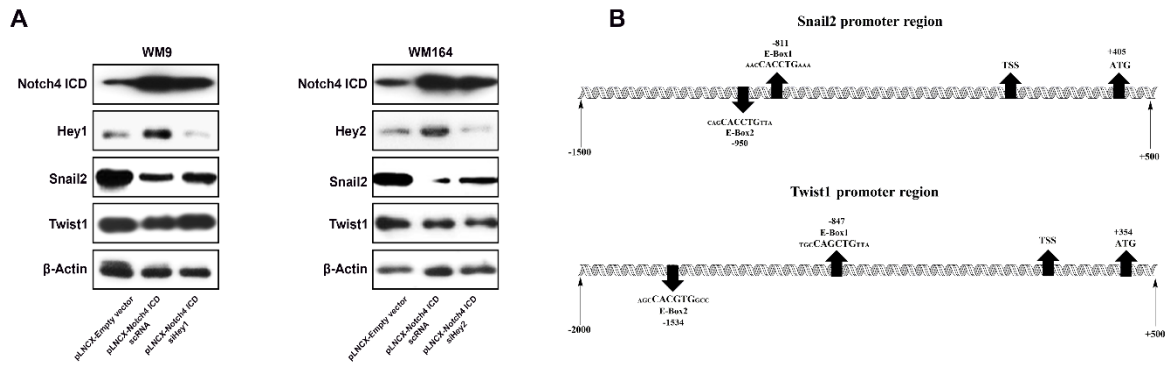 A
WM9
Notch4 ICD
Hey1
Snail2
Twist1
β-Actin
pLNCX-Empty vector
pLNCX-Notch4 ICD
scRNA
pLNCX-Notch4 ICD
siHey1
WM164
Notch4 ICD
Hey2
Snail2
Twist1
β-Actin
pLNCX-Empty vector
pLNCX-Notch4 ICD
scRNA
pLNCX-Notch4 ICD
siHey2
B
Snail2 promoter region
-811
E-Box1
AACCACCTGAAA
TSS
+405
ATG
CAGCACCTGTTA
E-Box2
-950
-1500
+500
Twist1 promoter region
-847
E-Box1
TGCCAGCTGTTA
TSS
+354
ATG
AGCCACGTGGCC
E-Box2
-1534
-2000
+500